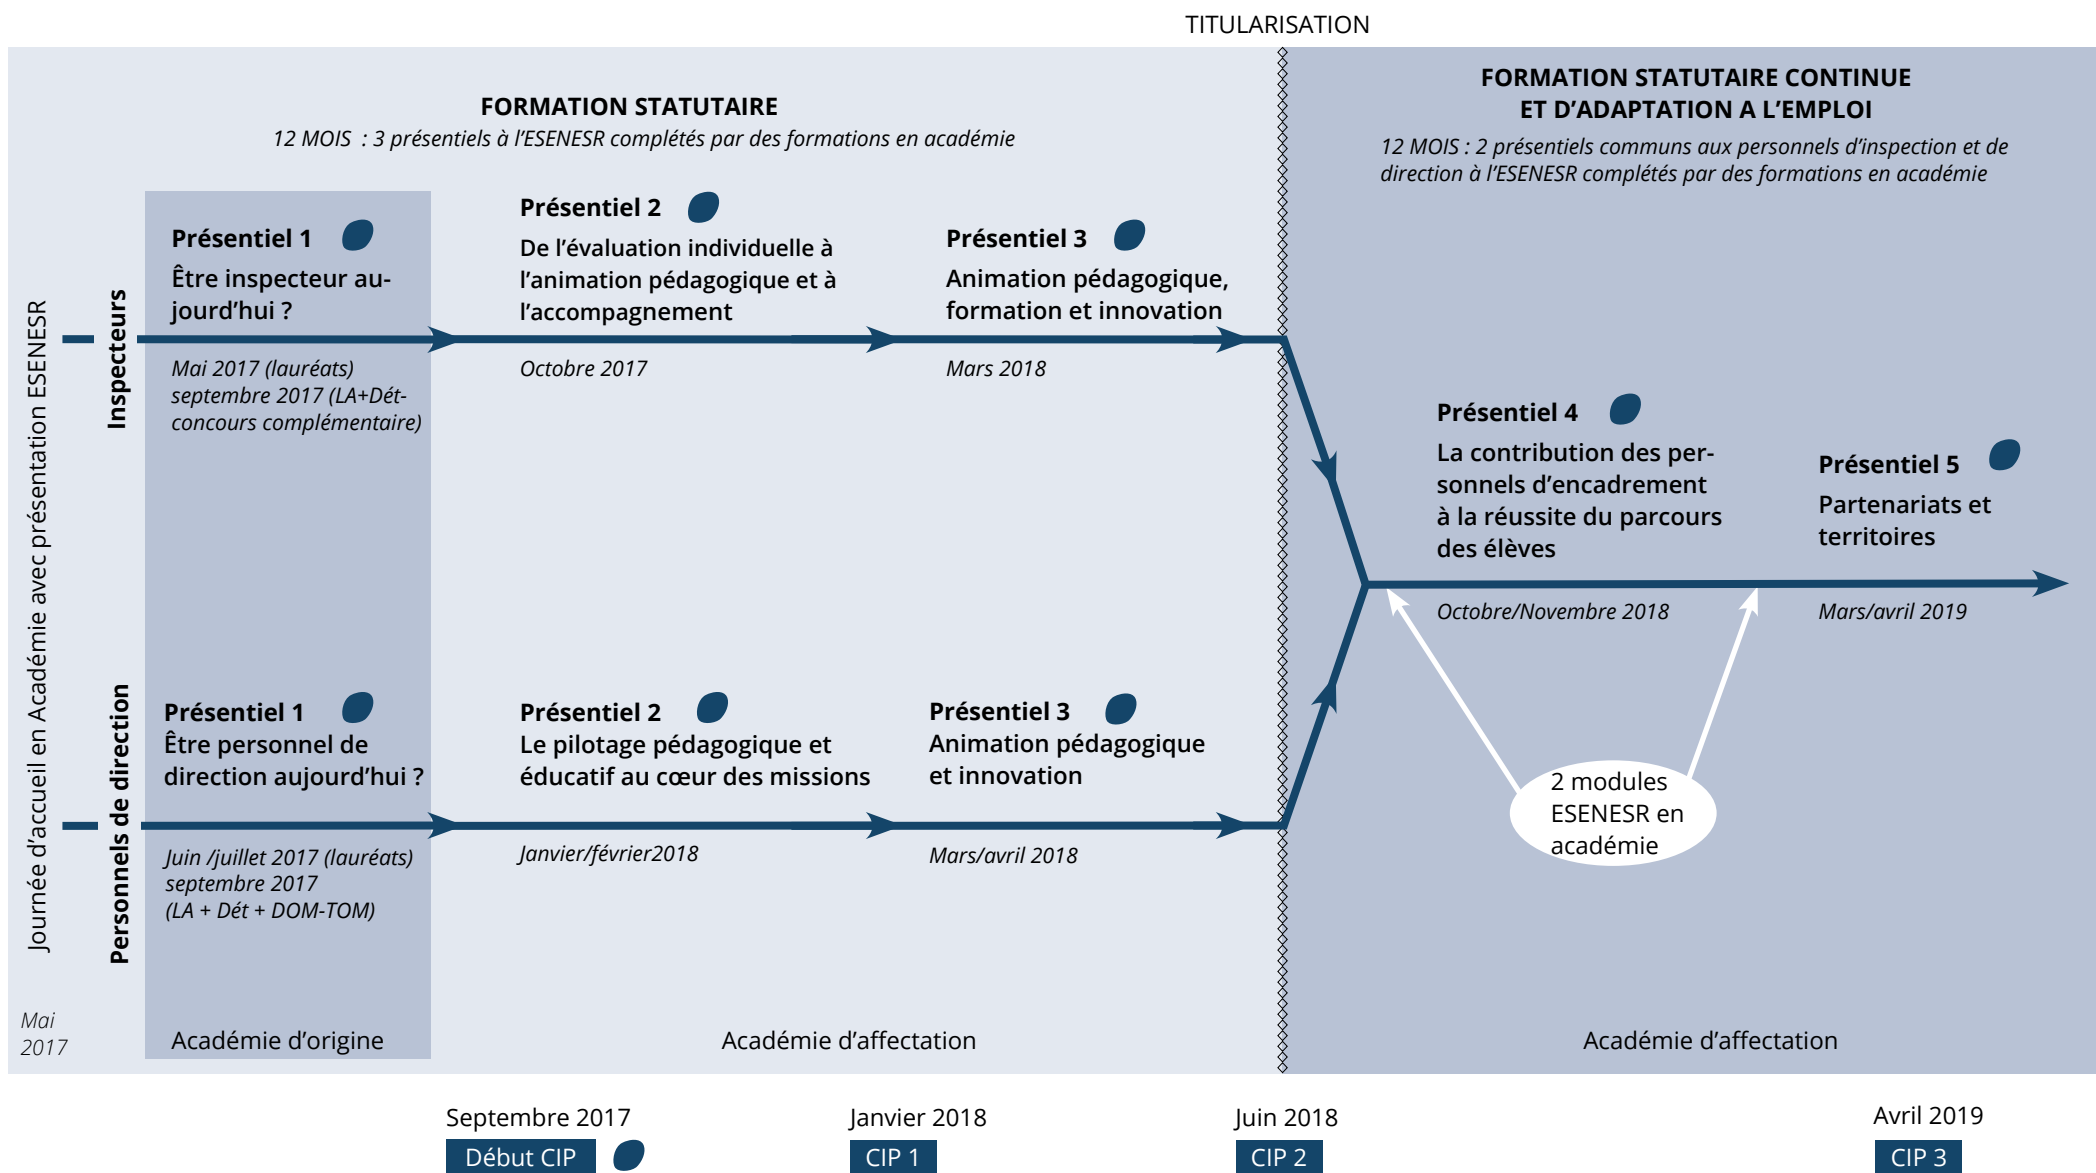 TITULARISATION
FORMATION STATUTAIRE
12 MOIS  : 3 présentiels à l'ESENESR complétés par des formations en académie
FORMATION STATUTAIRE CONTINUE
ET D'ADAPTATION A L'EMPLOI
12 MOIS : 2 présentiels communs aux personnels d'inspection et de
direction à l'ESENESR complétés par des formations en académie
Journée d'accueil en Académie avec présentation ESENESR
Mai
2017
Inspecteurs
Présentiel 1
Être inspecteur au-
jourd'hui ?
Mai 2017 (lauréats)
septembre 2017 (LA+Dét-
concours complémentaire)
Présentiel 2
De l'évaluation individuelle à
l'animation pédagogique et à
l'accompagnement
Octobre 2017
Présentiel 3
Animation pédagogique,
formation et innovation
Mars 2018
Personnels de direction
Présentiel 1
Être personnel de
direction aujourd'hui ?
Juin /juillet 2017 (lauréats)
septembre 2017
(LA + Dét + DOM-TOM)
Présentiel 2
Le pilotage pédagogique et
éducatif au cœur des missions
Janvier/février2018
Présentiel 3
Animation pédagogique
et innovation
Mars/avril 2018
Présentiel 4
La contribution des per-
sonnels d'encadrement
à la réussite du parcours
des élèves
Octobre/Novembre 2018
Présentiel 5
Partenariats et
territoires
Mars/avril 2019
2 modules
ESENESR en
académie
Académie d'origine
Académie d'affectation
Académie d'affectation
Septembre 2017
Début CIP
Janvier 2018
CIP 1
Juin 2018
CIP 2
Avril 2019
CIP 3